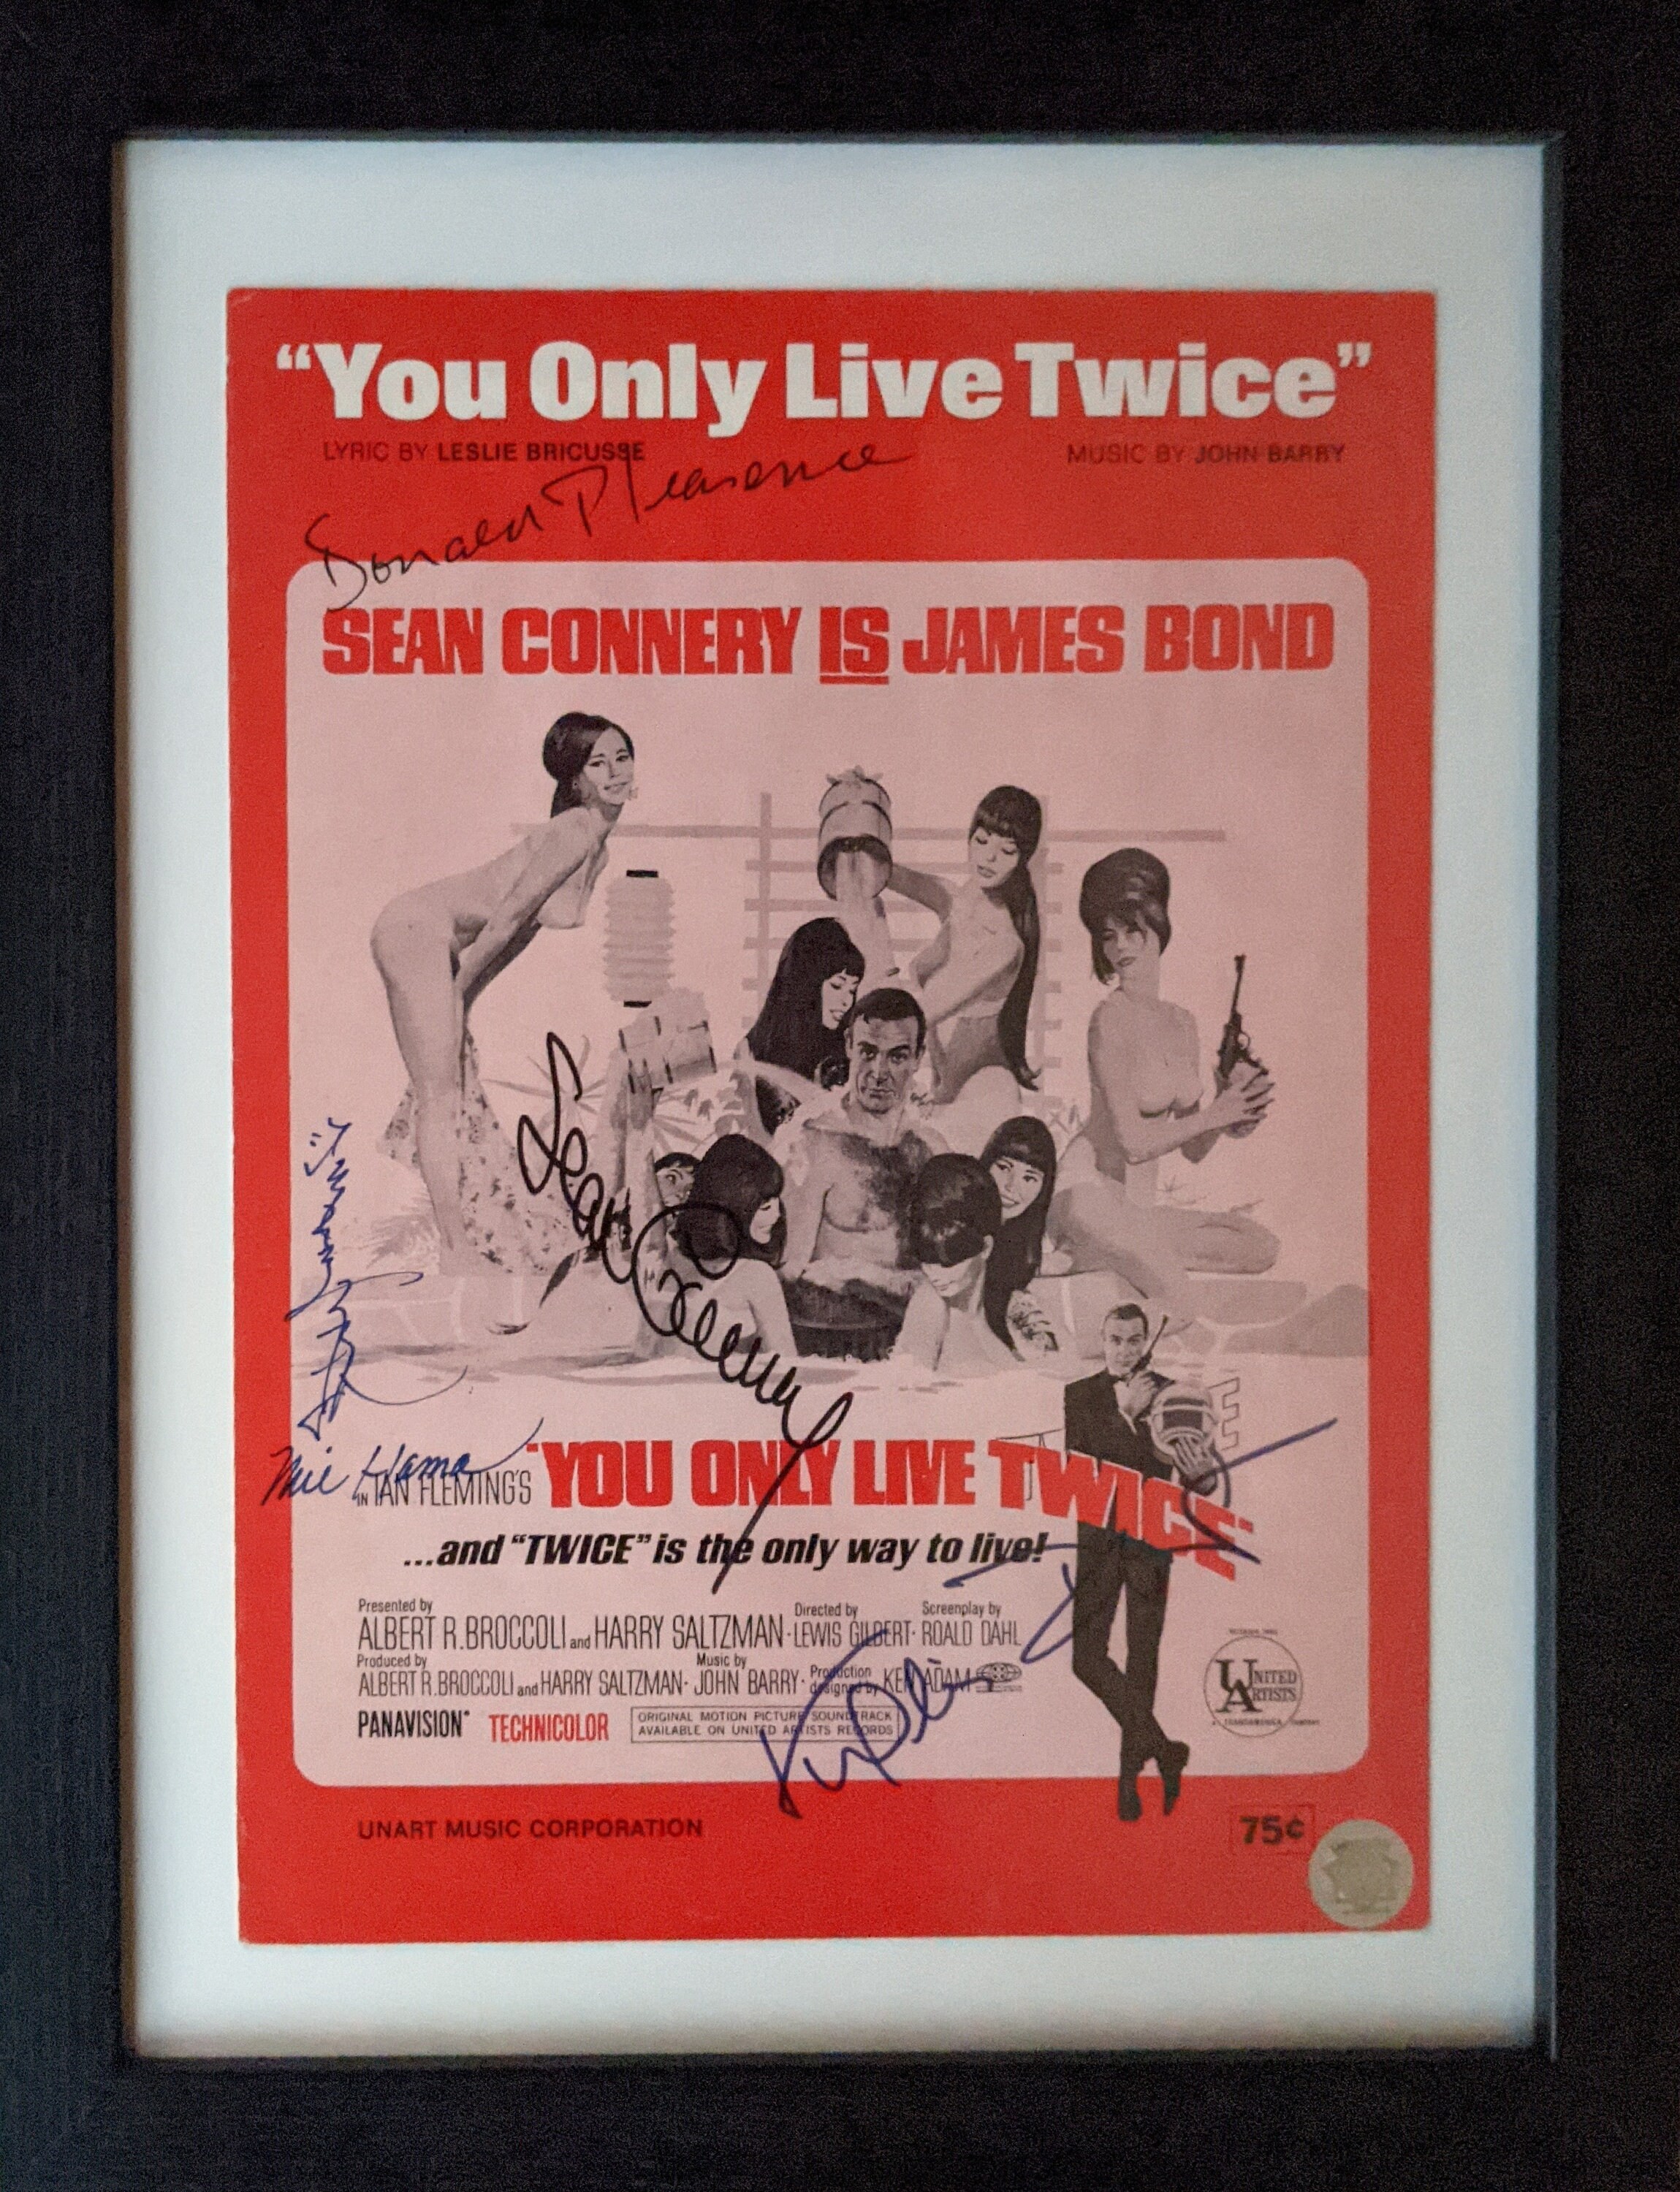 “You Only Live Twice”
LYRIC BY LESLIE BRICUSSE MUSIC BY JOHN BARRY
Donald Pleasence
SEAN CONNERY IS JAMES BOND
Sean Connery
Mie Hama
IN IAN FLEMING'S "YOU ONLY LIVE TWICE"
...and "TWICE" is the only way to live!
Presented by
ALBERT R. BROCCOLI and HARRY SALTZMAN · Directed by LEWIS GILBERT · Screenplay by ROALD DAHL
Produced by
ALBERT R. BROCCOLI and HARRY SALTZMAN · Music by JOHN BARRY · Production designed by KEN ADAM
PANAVISION® TECHNICOLOR
ORIGINAL MOTION PICTURE SOUNDTRACK
AVAILABLE ON UNITED ARTISTS RECORDS
UNITED
ARTISTS
UNART MUSIC CORPORATION
75¢